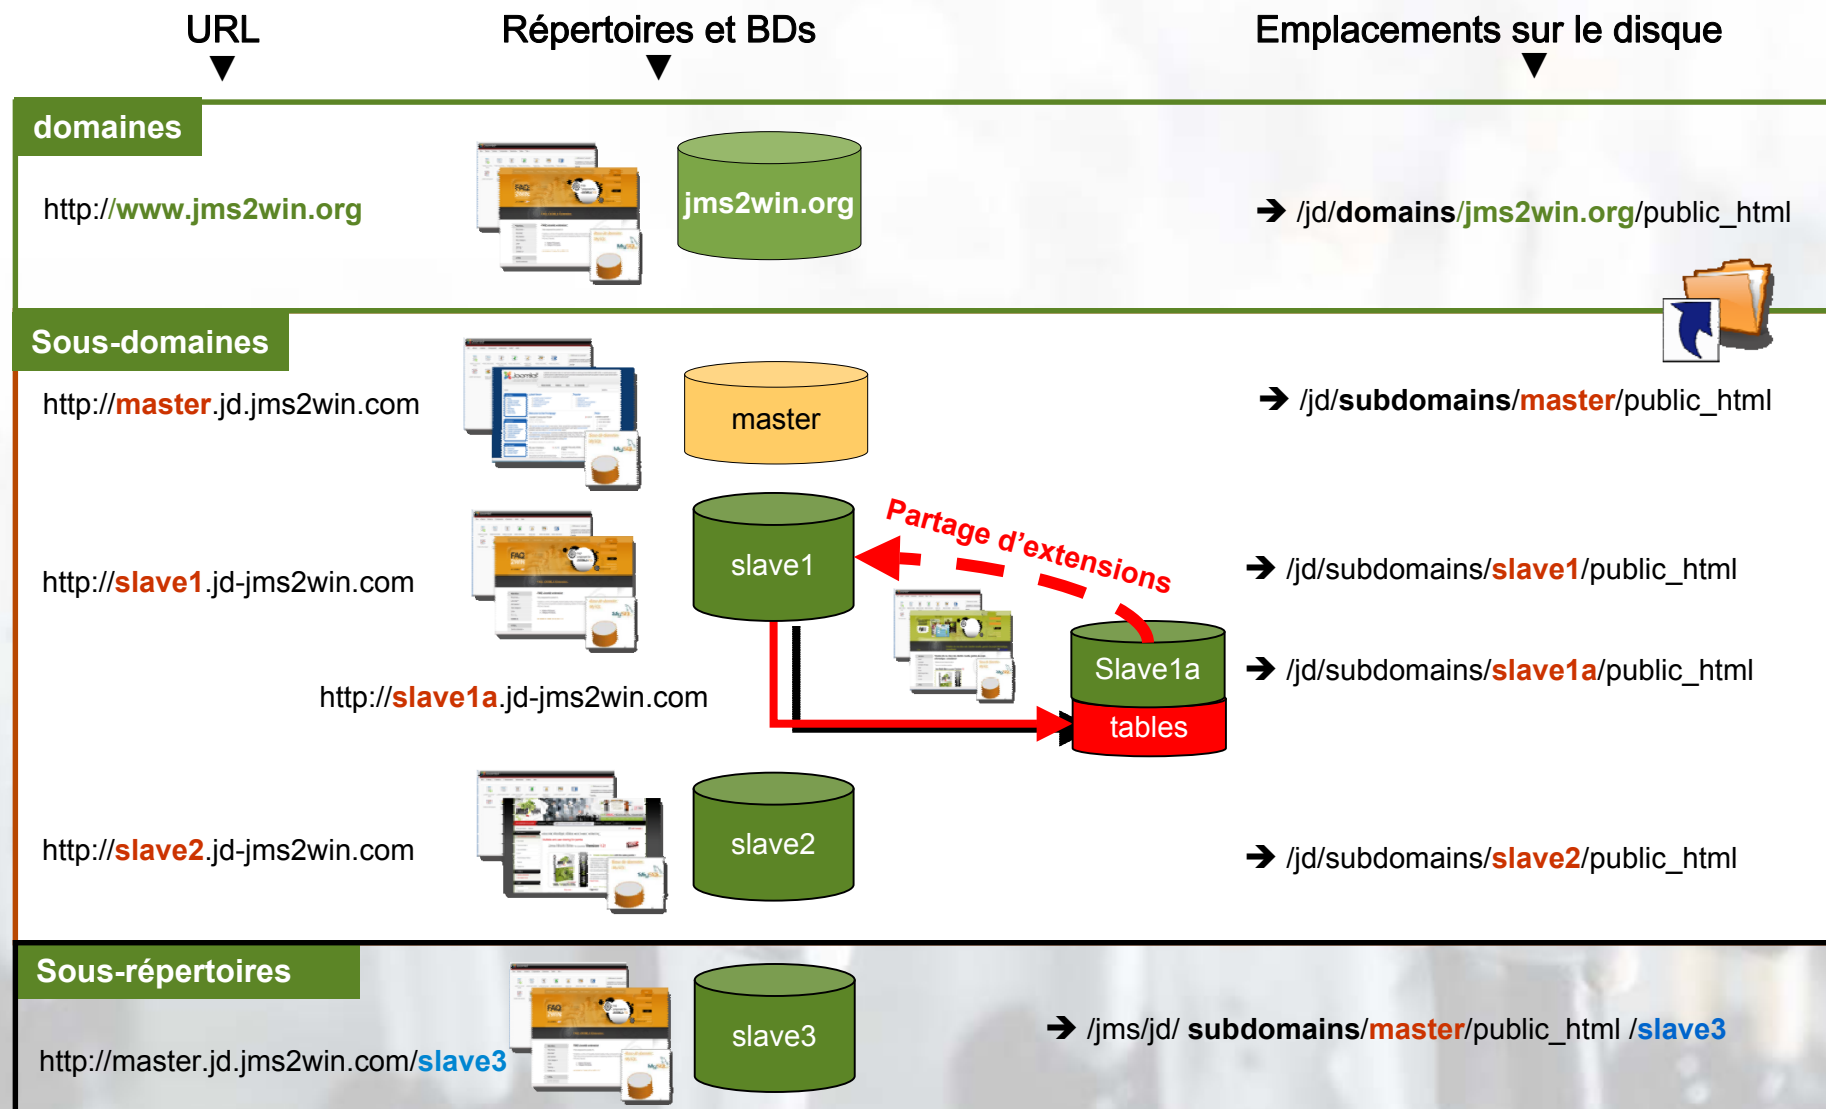 URL
Répertoires et BDs
Emplacements sur le disque
domaines
http://www.jms2win.org
jms2win.org
➔ /jd/domains/jms2win.org/public_html
Sous-domaines
http://master.jd.jms2win.com
master
➔ /jd/subdomains/master/public_html
http://slave1.jd-jms2win.com
slave1
Partage d'extensions
➔ /jd/subdomains/slave1/public_html
http://slave1a.jd-jms2win.com
Slave1a
tables
➔ /jd/subdomains/slave1a/public_html
http://slave2.jd-jms2win.com
slave2
➔ /jd/subdomains/slave2/public_html
Sous-répertoires
http://master.jd.jms2win.com/slave3
slave3
➔ /jms/jd/ subdomains/master/public_html /slave3